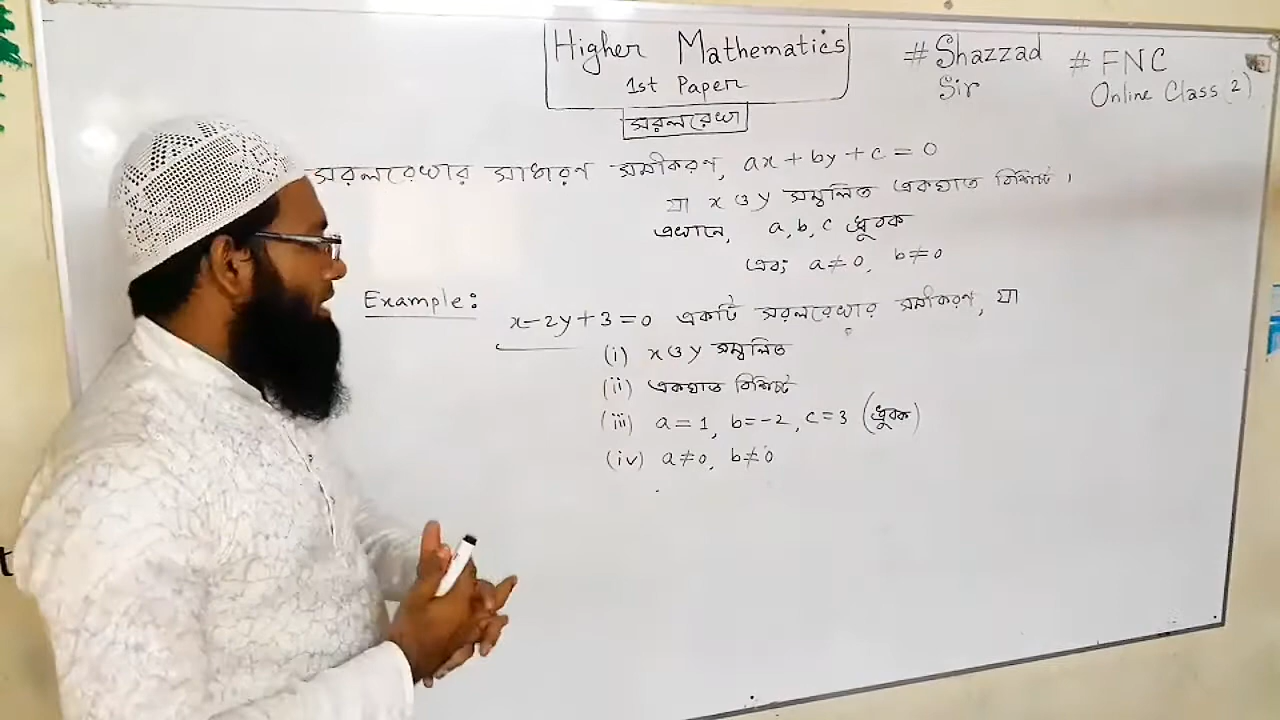 Higher Mathematics
1st Paper
#Shazzad Sir
#FNC
Online Class (2)
সরলরেখা
সরলরেখার সাধারণ সমীকরণ, ax + by + c = 0
যা x ও y সম্বলিত একঘাত বিশিষ্ট ।
এখানে, a, b, c ধ্রুবক
এবং a ≠ 0, b ≠ 0
Example:
x - 2y + 3 = 0 একটি সরলরেখার সমীকরণ, যা
(i) x ও y সম্বলিত
(ii) একঘাত বিশিষ্ট
(iii) a = 1, b = -2, c = 3 (ধ্রুবক)
(iv) a ≠ 0, b ≠ 0
t